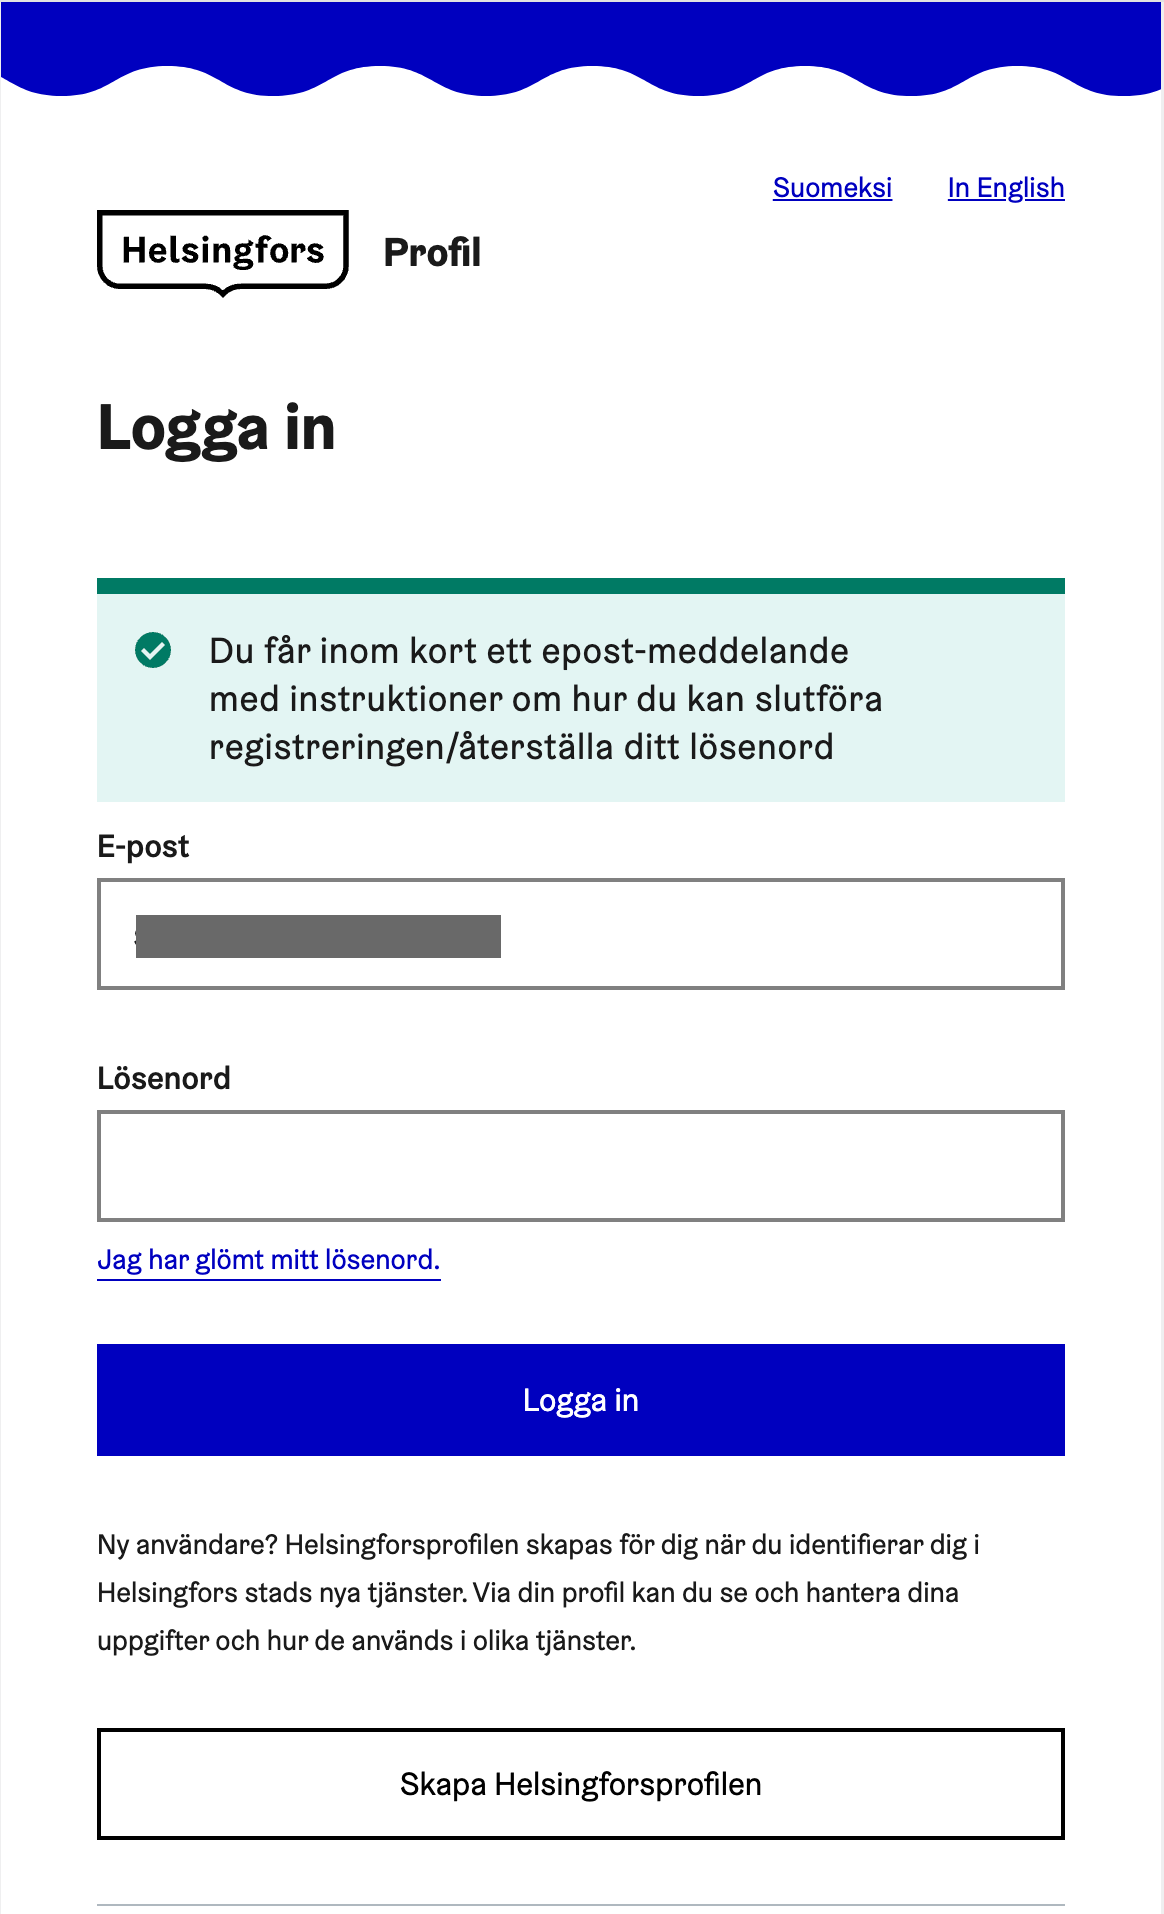 Suomeksi In English
Helsingfors Profil
Logga in
Du får inom kort ett epost-meddelande
med instruktioner om hur du kan slutföra
registreringen/återställa ditt lösenord
E-post
Lösenord
Jag har glömt mitt lösenord.
Logga in
Ny användare? Helsingforsprofilen skapas för dig när du identifierar dig i
Helsingfors stads nya tjänster. Via din profil kan du se och hantera dina
uppgifter och hur de används i olika tjänster.
Skapa Helsingforsprofilen